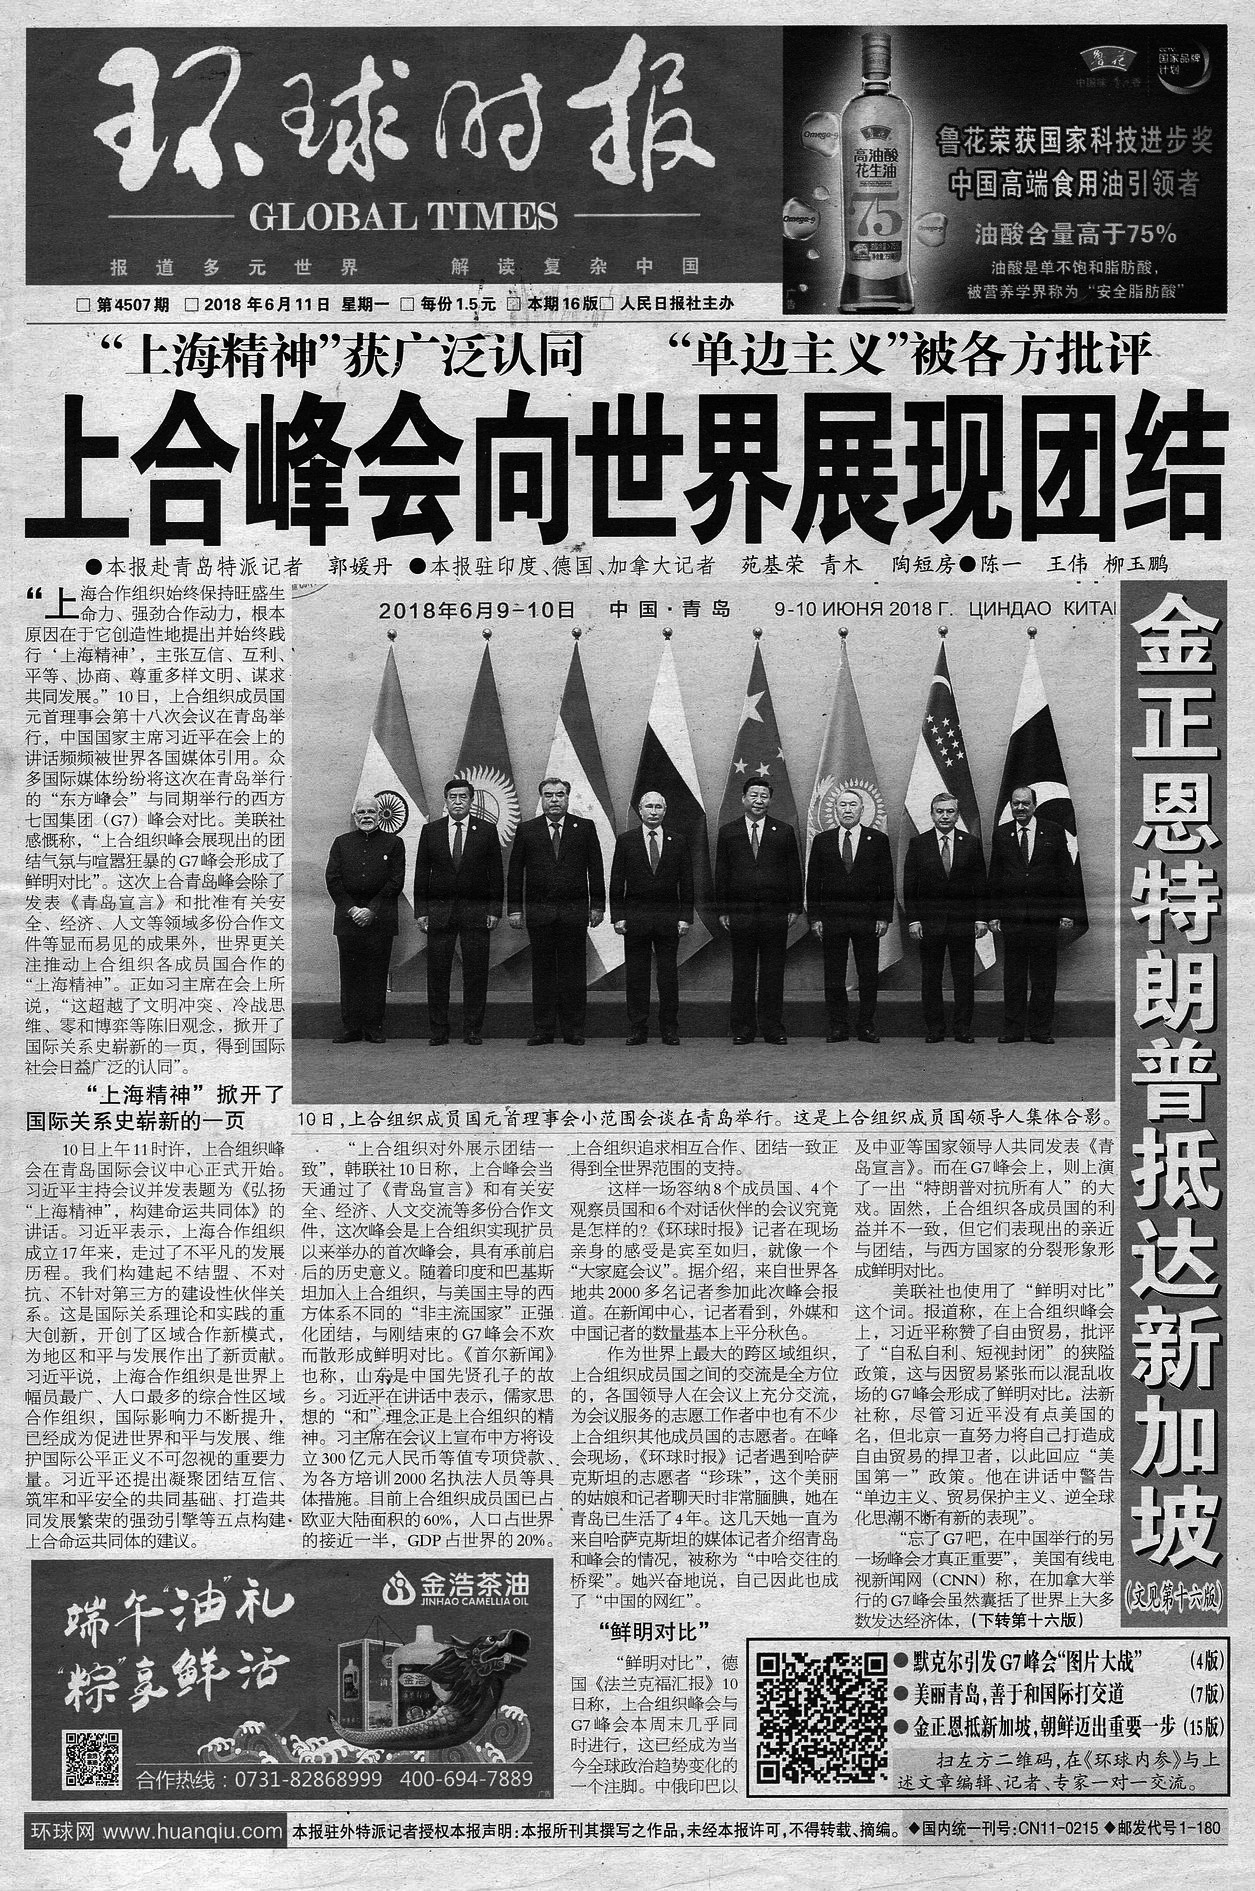 环球时报
GLOBAL TIMES
报道多元世界 解读复杂中国
□ 第4507期 □ 2018年6月11日 星期一 □ 每份1.5元 □ 本期16版 □ 人民日报社主办
鲁花
CCTV
国家品牌
计划
Omega-9
Omega-9
Omega-9
高油酸
花生油
75
鲁花荣获国家科技进步奖
中国高端食用油引领者
油酸含量高于75%
油酸是单不饱和脂肪酸，
被营养学界称为“安全脂肪酸”
广告
“上海精神”获广泛认同 “单边主义”被各方批评
上合峰会向世界展现团结
●本报赴青岛特派记者 郭媛丹 ●本报驻印度、德国、加拿大记者 苑基荣 青木 陶短房●陈一 王伟 柳玉鹏
“上海合作组织始终保持旺盛生
命力、强劲合作动力，根本
原因在于它创造性地提出并始终践
行‘上海精神’，主张互信、互利、
平等、协商、尊重多样文明、谋求
共同发展。”10日，上合组织成员国
元首理事会第十八次会议在青岛举
行，中国国家主席习近平在会上的
讲话频频被世界各国媒体引用。众
多国际媒体纷纷将这次在青岛举行
的“东方峰会”与同期举行的西方
七国集团（G7）峰会对比。美联社
感慨称，“上合组织峰会展现出的团
结气氛与喧嚣狂暴的G7峰会形成了
鲜明对比”。这次上合青岛峰会除了
发表《青岛宣言》和批准有关安
全、经济、人文等领域多份合作文
件等显而易见的成果外，世界更关
注推动上合组织各成员国合作的
“上海精神”。正如习主席在会上所
说，“这超越了文明冲突、冷战思
维、零和博弈等陈旧观念，掀开了
国际关系史崭新的一页，得到国际
社会日益广泛的认同”。
“上海精神”掀开了
国际关系史崭新的一页
10日上午11时许，上合组织峰
会在青岛国际会议中心正式开始。
习近平主持会议并发表题为《弘扬
“上海精神”，构建命运共同体》的
讲话。习近平表示，上海合作组织
成立17年来，走过了不平凡的发展
历程。我们构建起不结盟、不对
抗、不针对第三方的建设性伙伴关
系。这是国际关系理论和实践的重
大创新，开创了区域合作新模式，
为地区和平与发展作出了新贡献。
习近平说，上海合作组织是世界上
幅员最广、人口最多的综合性区域
合作组织，国际影响力不断提升，
已经成为促进世界和平与发展、维
护国际公平正义不可忽视的重要力
量。习近平还提出凝聚团结互信、
筑牢和平安全的共同基础、打造共
同发展繁荣的强劲引擎等五点构建
上合命运共同体的建议。
2018年6月9-10日 中国·青岛 9-10 ИЮНЯ 2018 Г. ЦИНДАО КИТАЙ
10日，上合组织成员国元首理事会小范围会谈在青岛举行。这是上合组织成员国领导人集体合影。
“上合组织对外展示团结一
致”，韩联社10日称，上合峰会当
天通过了《青岛宣言》和有关安
全、经济、人文交流等多份合作文
件，这次峰会是上合组织实现扩员
以来举办的首次峰会，具有承前启
后的历史意义。随着印度和巴基斯
坦加入上合组织，与美国主导的西
方体系不同的“非主流国家”正强
化团结，与刚结束的G7峰会不欢
而散形成鲜明对比。《首尔新闻》
也称，山东是中国先贤孔子的故
乡。习近平在讲话中表示，儒家思
想的“和”理念正是上合组织的精
神。习主席在会议上宣布中方将设
立300亿元人民币等值专项贷款、
为各方培训2000名执法人员等具
体措施。目前上合组织成员国已占
欧亚大陆面积的60%，人口占世界
的接近一半，GDP占世界的20%。
上合组织追求相互合作、团结一致正
得到全世界范围的支持。
这样一场容纳8个成员国、4个
观察员国和6个对话伙伴的会议究竟
是怎样的？《环球时报》记者在现场
亲身的感受是宾至如归，就像一个
“大家庭会议”。据介绍，来自世界各
地共2000多名记者参加此次峰会报
道。在新闻中心，记者看到，外媒和
中国记者的数量基本上平分秋色。
作为世界上最大的跨区域组织，
上合组织成员国之间的交流是全方位
的，各国领导人在会议上充分交流，
为会议服务的志愿工作者中也有不少
上合组织其他成员国的志愿者。在峰
会现场，《环球时报》记者遇到哈萨
克斯坦的志愿者“珍珠”，这个美丽
的姑娘和记者聊天时非常腼腆，她在
青岛已生活了4年。这几天她一直为
来自哈萨克斯坦的媒体记者介绍青岛
和峰会的情况，被称为“中哈交往的
桥梁”。她兴奋地说，自己因此也成
了“中国的网红”。
“鲜明对比”
“鲜明对比”，德
国《法兰克福汇报》10
日称，上合组织峰会与
G7峰会本周末几乎同
时进行，这已经成为当
今全球政治趋势变化的
一个注脚。中俄印巴以
及中亚等国家领导人共同发表《青
岛宣言》。而在G7峰会上，则上演
了一出“特朗普对抗所有人”的大
戏。固然，上合组织各成员国的利
益并不一致，但它们表现出的亲近
与团结，与西方国家的分裂形象形
成鲜明对比。
美联社也使用了“鲜明对比”
这个词。报道称，在上合组织峰会
上，习近平称赞了自由贸易，批评
了“自私自利、短视封闭”的狭隘
政策，这与因贸易紧张而以混乱收
场的G7峰会形成了鲜明对比。法新
社称，尽管习近平没有点美国的
名，但北京一直努力将自己打造成
自由贸易的捍卫者，以此回应“美
国第一”政策。他在讲话中警告
“单边主义、贸易保护主义、逆全球
化思潮不断有新的表现”。
“忘了G7吧，在中国举行的另
一场峰会才真正重要”，美国有线电
视新闻网（CNN）称，在加拿大举
行的G7峰会虽然囊括了世界上大多
数发达经济体，（下转第十六版）
金正恩特朗普抵达新加坡
（文见第十六版）
端午“油”礼
“粽”享鲜活
金浩茶油
JINHAO CAMELLIA OIL
金浩
合作热线：0731-82868999 400-694-7889
广告
●默克尔引发G7峰会“图片大战” （4版）
●美丽青岛，善于和国际打交道 （7版）
●金正恩抵新加坡，朝鲜迈出重要一步（15版）
扫左方二维码，在《环球内参》与上
述文章编辑、记者、专家一对一交流。
环球网 www.huanqiu.com
本报驻外特派记者授权本报声明：本报所刊其撰写之作品，未经本报许可，不得转载、摘编。 ◆国内统一刊号：CN11-0215 ◆邮发代号1-180